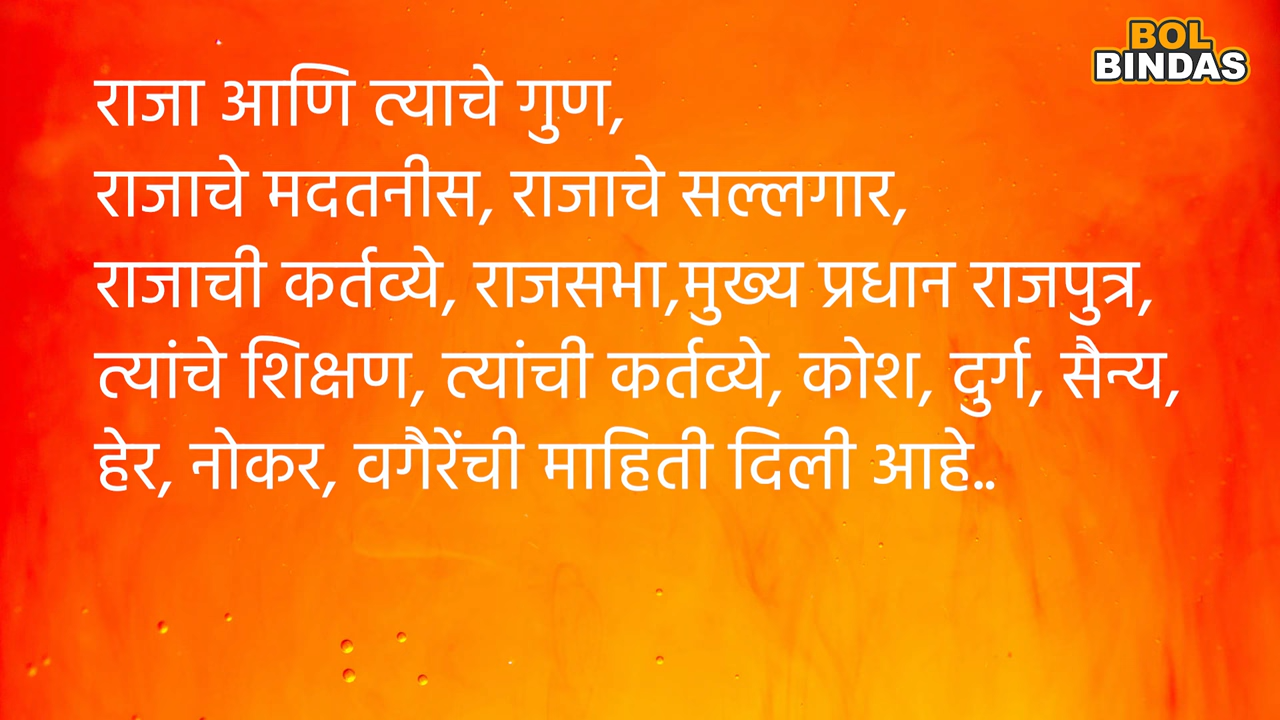 BOL
BINDAS
राजा आणि त्याचे गुण,
राजाचे मदतनीस, राजाचे सल्लगार,
राजाची कर्तव्ये, राजसभा,मुख्य प्रधान राजपुत्र,
त्यांचे शिक्षण, त्यांची कर्तव्ये, कोश, दुर्ग, सैन्य,
हेर, नोकर, वगैरेंची माहिती दिली आहे..